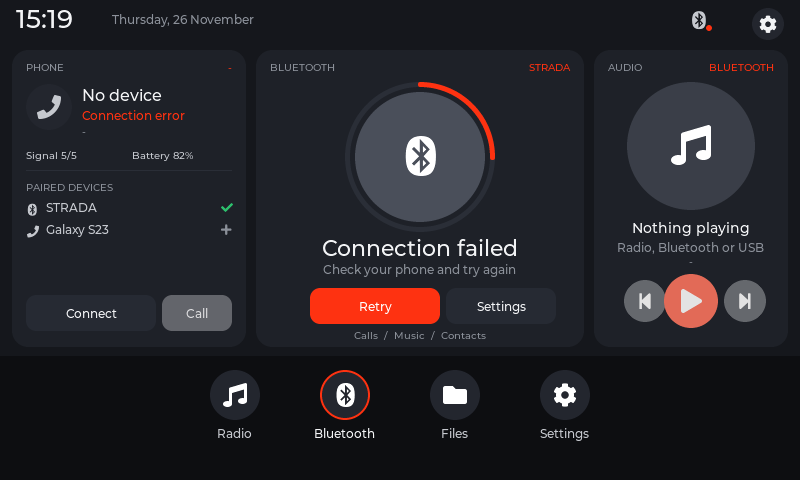 15:19
Thursday, 26 November
PHONE
-
No device
Connection error
-
Signal 5/5
Battery 82%
PAIRED DEVICES
STRADA
Galaxy S23
Connect
Call
BLUETOOTH
STRADA
Connection failed
Check your phone and try again
Retry
Settings
Calls / Music / Contacts
AUDIO
BLUETOOTH
Nothing playing
Radio, Bluetooth or USB
-
Radio
Bluetooth
Files
Settings